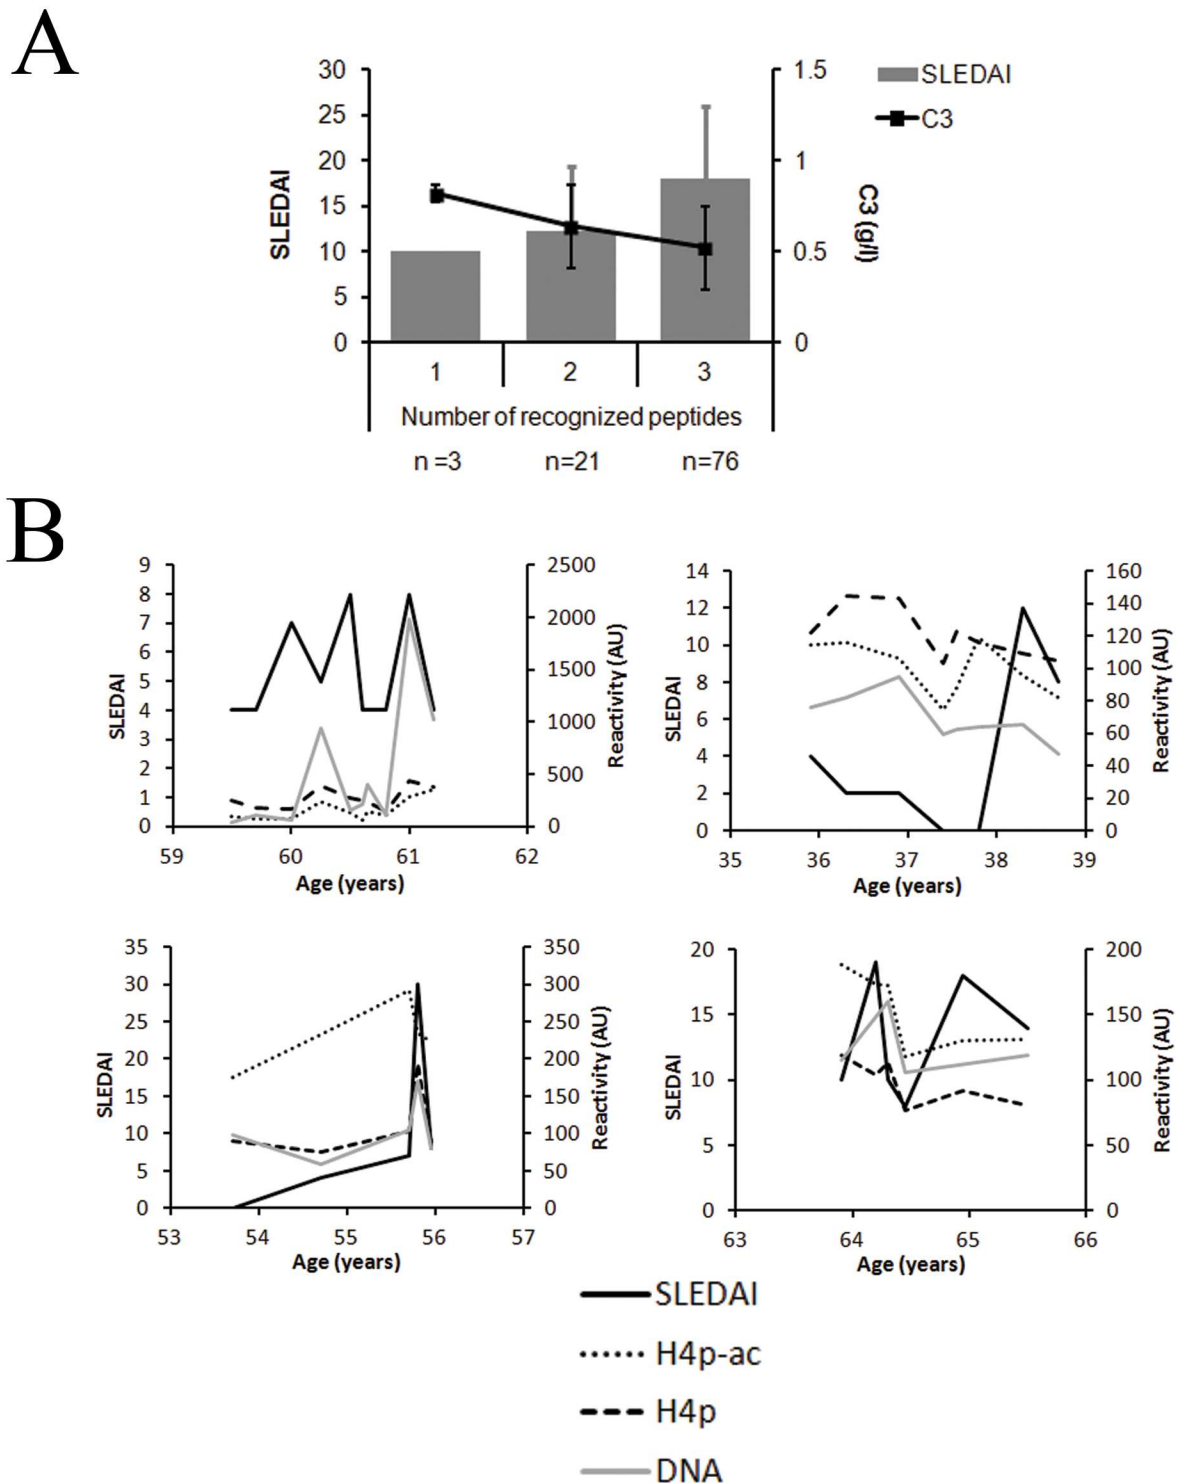 A
30
25
20
15
10
5
0
SLEDAI
1.5
1
0.5
0
C3 (g/l)
SLEDAI
C3
1 2 3
Number of recognized peptides
n =3 n=21 n=76
B
9
8
7
6
5
4
3
2
1
0
SLEDAI
2500
2000
1500
1000
500
0
Reactivity (AU)
59 60 61 62
Age (years)
14
12
10
8
6
4
2
0
SLEDAI
160
140
120
100
80
60
40
20
0
Reactivity (AU)
35 36 37 38 39
Age (years)
35
30
25
20
15
10
5
0
SLEDAI
350
300
250
200
150
100
50
0
Reactivity (AU)
53 54 55 56 57
Age (years)
20
15
10
5
0
SLEDAI
200
150
100
50
0
Reactivity (AU)
63 64 65 66
Age (years)
SLEDAI
H4p-ac
H4p
DNA